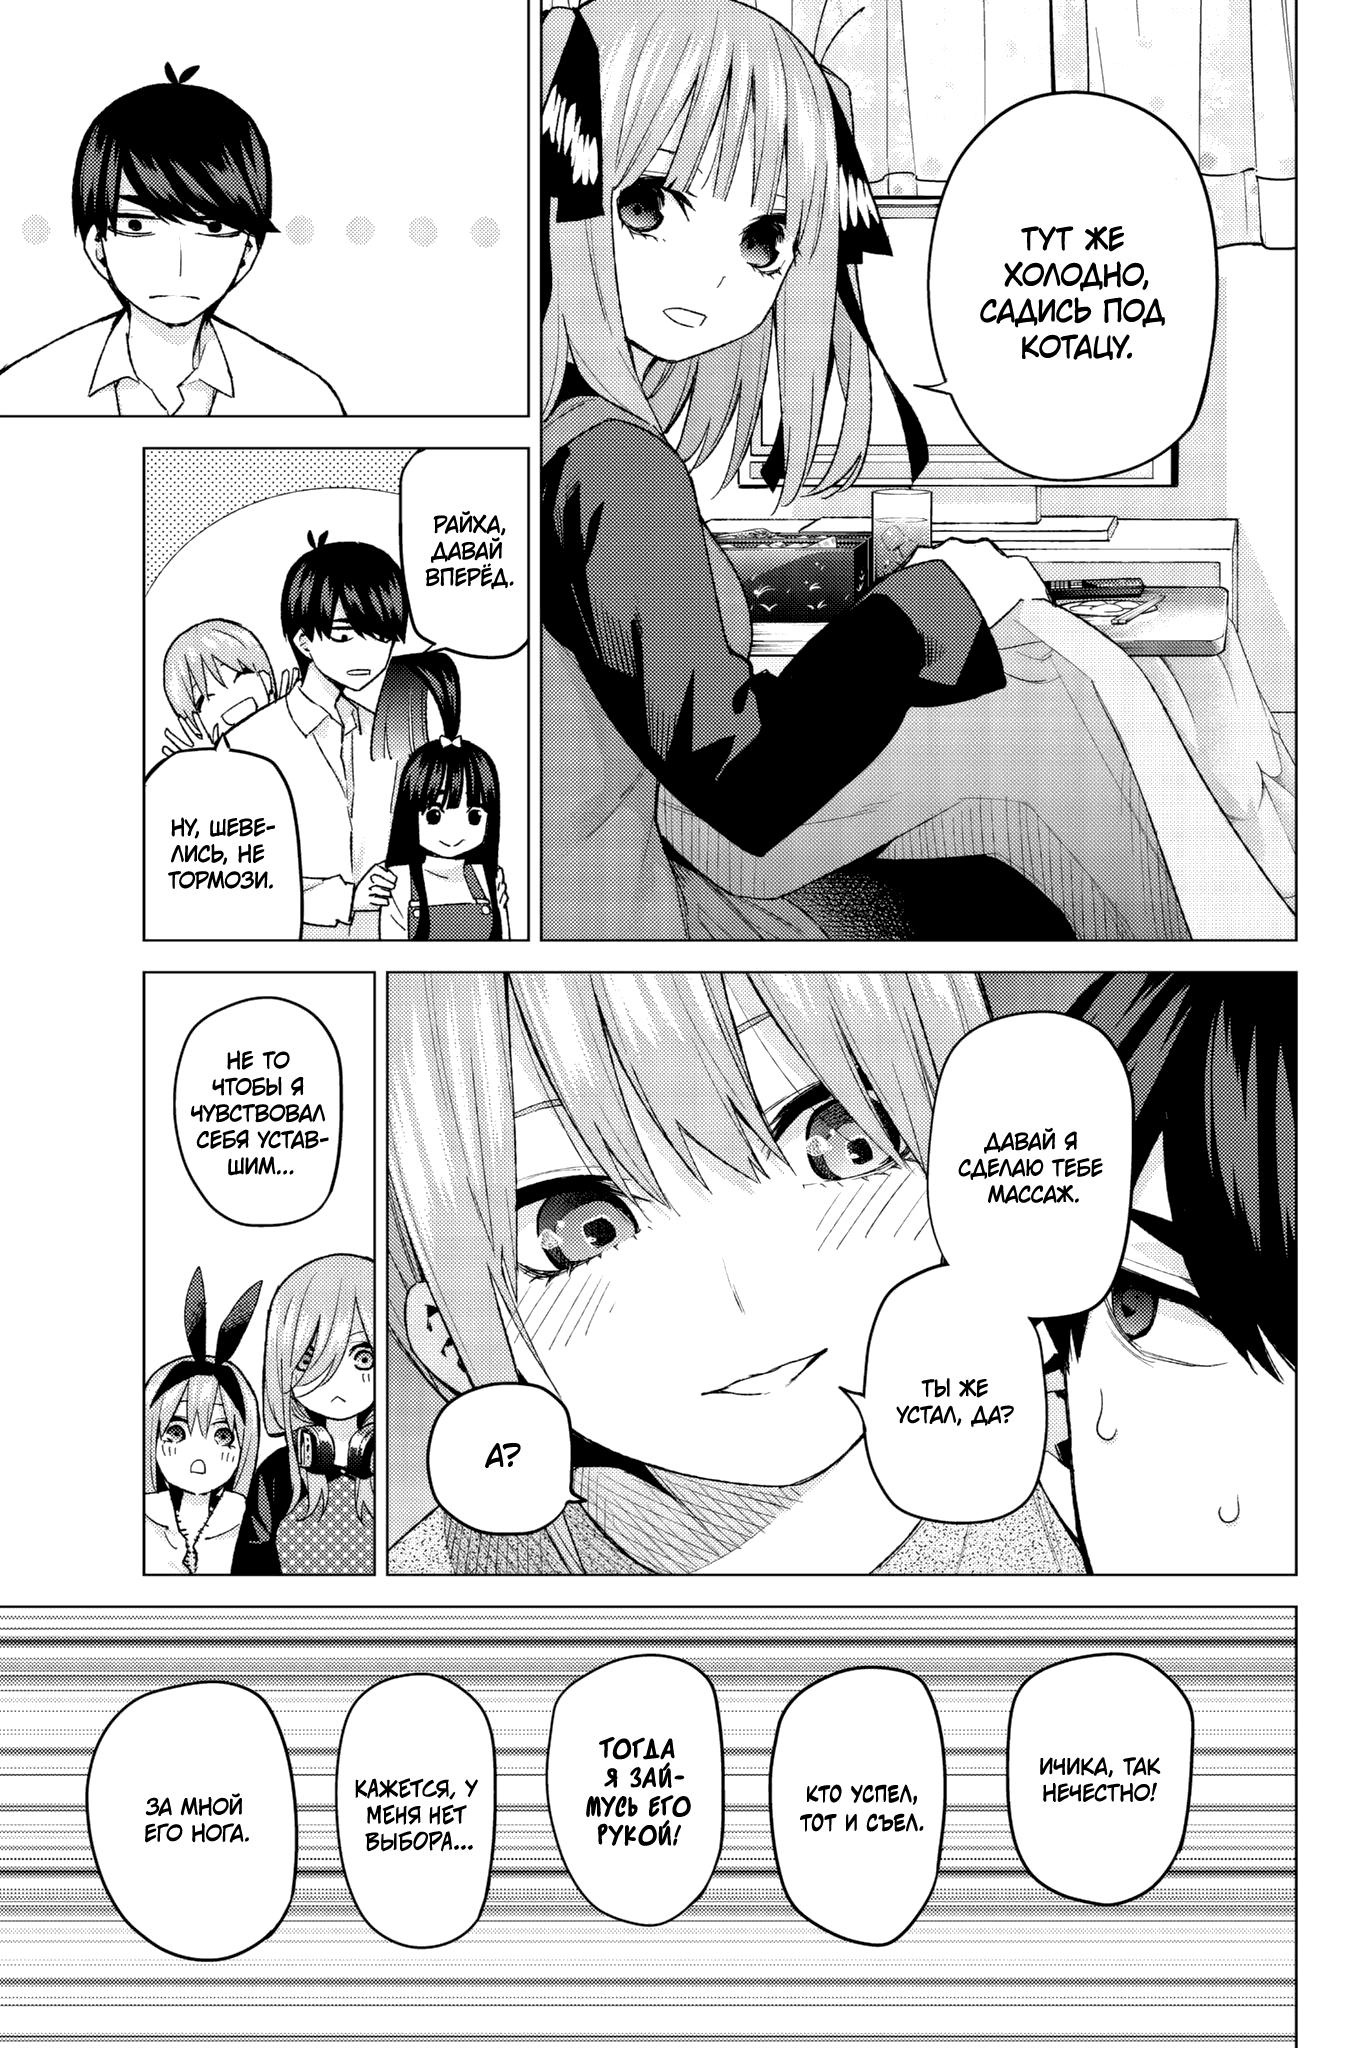 ТУТ ЖЕ
ХОЛОДНО,
САДИСЬ ПОД
КОТАЦУ.
РАЙХА,
ДАВАЙ
ВПЕРЁД.
НУ, ШЕВЕ-
ЛИСЬ, НЕ
ТОРМОЗИ.
ДАВАЙ Я
СДЕЛАЮ ТЕБЕ
МАССАЖ.
ТЫ ЖЕ
УСТАЛ, ДА?
А?
НЕ ТО
ЧТОБЫ Я
ЧУВСТВОВАЛ
СЕБЯ УСТАВ-
ШИМ...
ИЧИКА, ТАК
НЕЧЕСТНО!
КТО УСПЕЛ,
ТОТ И СЪЕЛ.
ТОГДА
Я ЗАЙ-
МУСЬ ЕГО
РУКОЙ!
КАЖЕТСЯ, У
МЕНЯ НЕТ
ВЫБОРА...
ЗА МНОЙ
ЕГО НОГА.